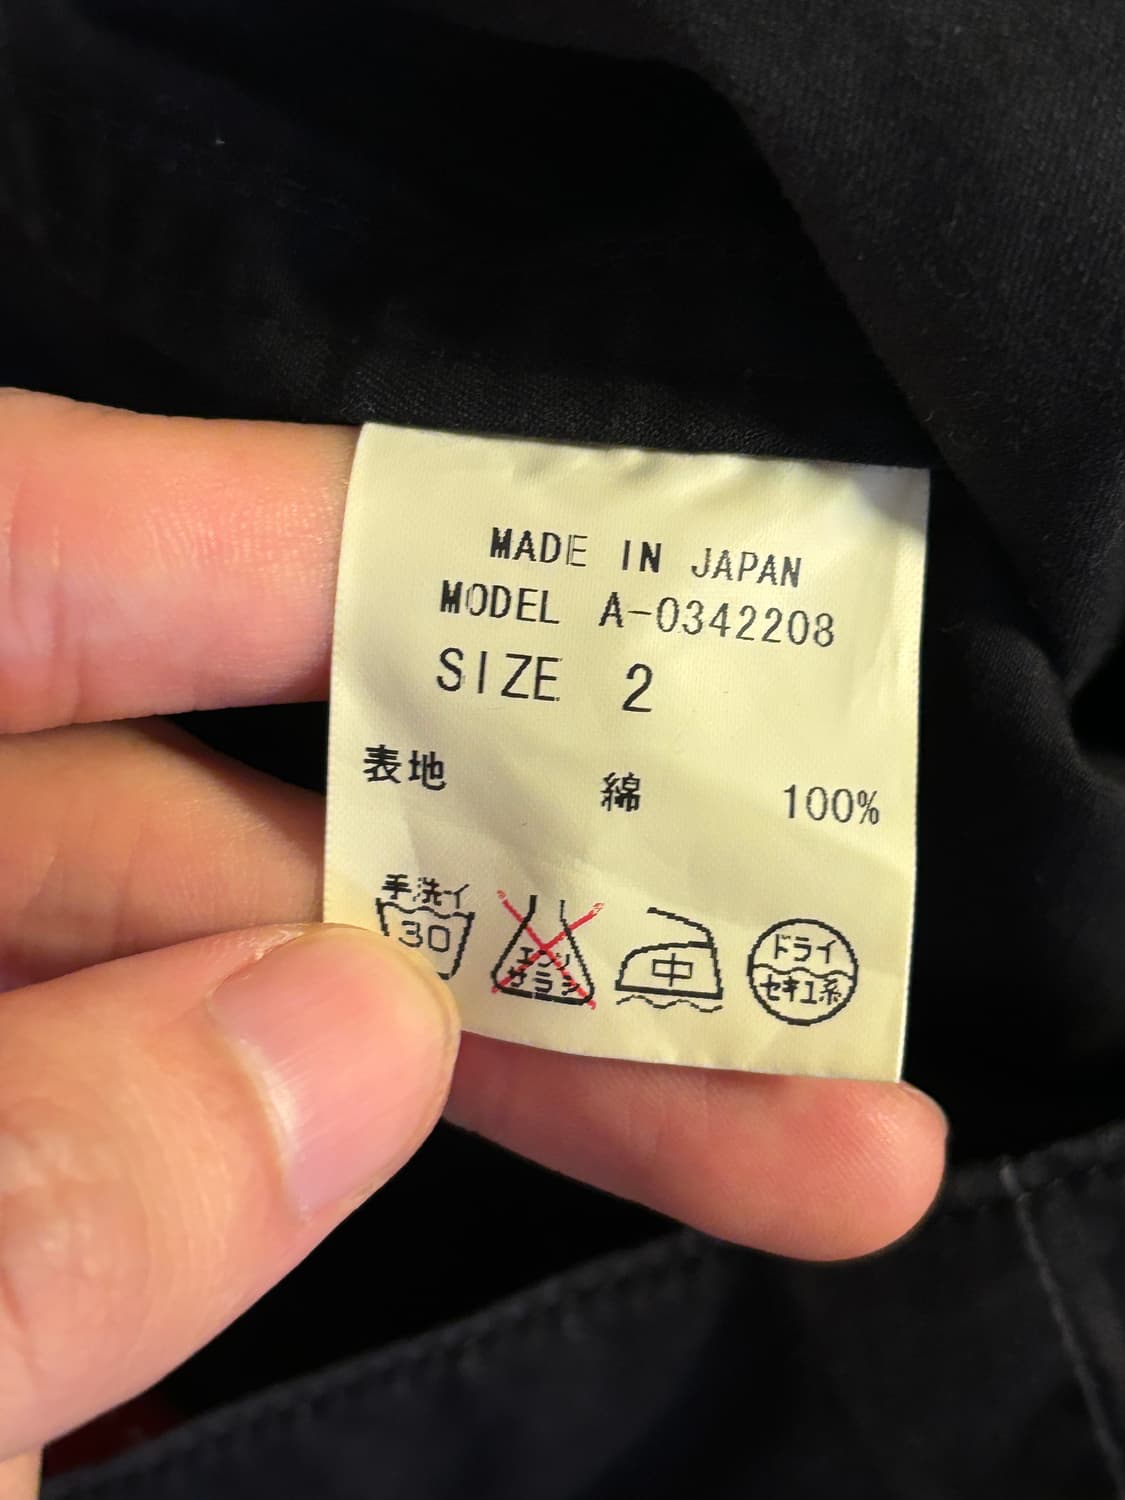 MADE IN JAPAN
MODEL A-0342208
SIZE 2
表地 綿 100%
手洗イ
30
エンソ
サラシ
中
ドライ
セキユ系